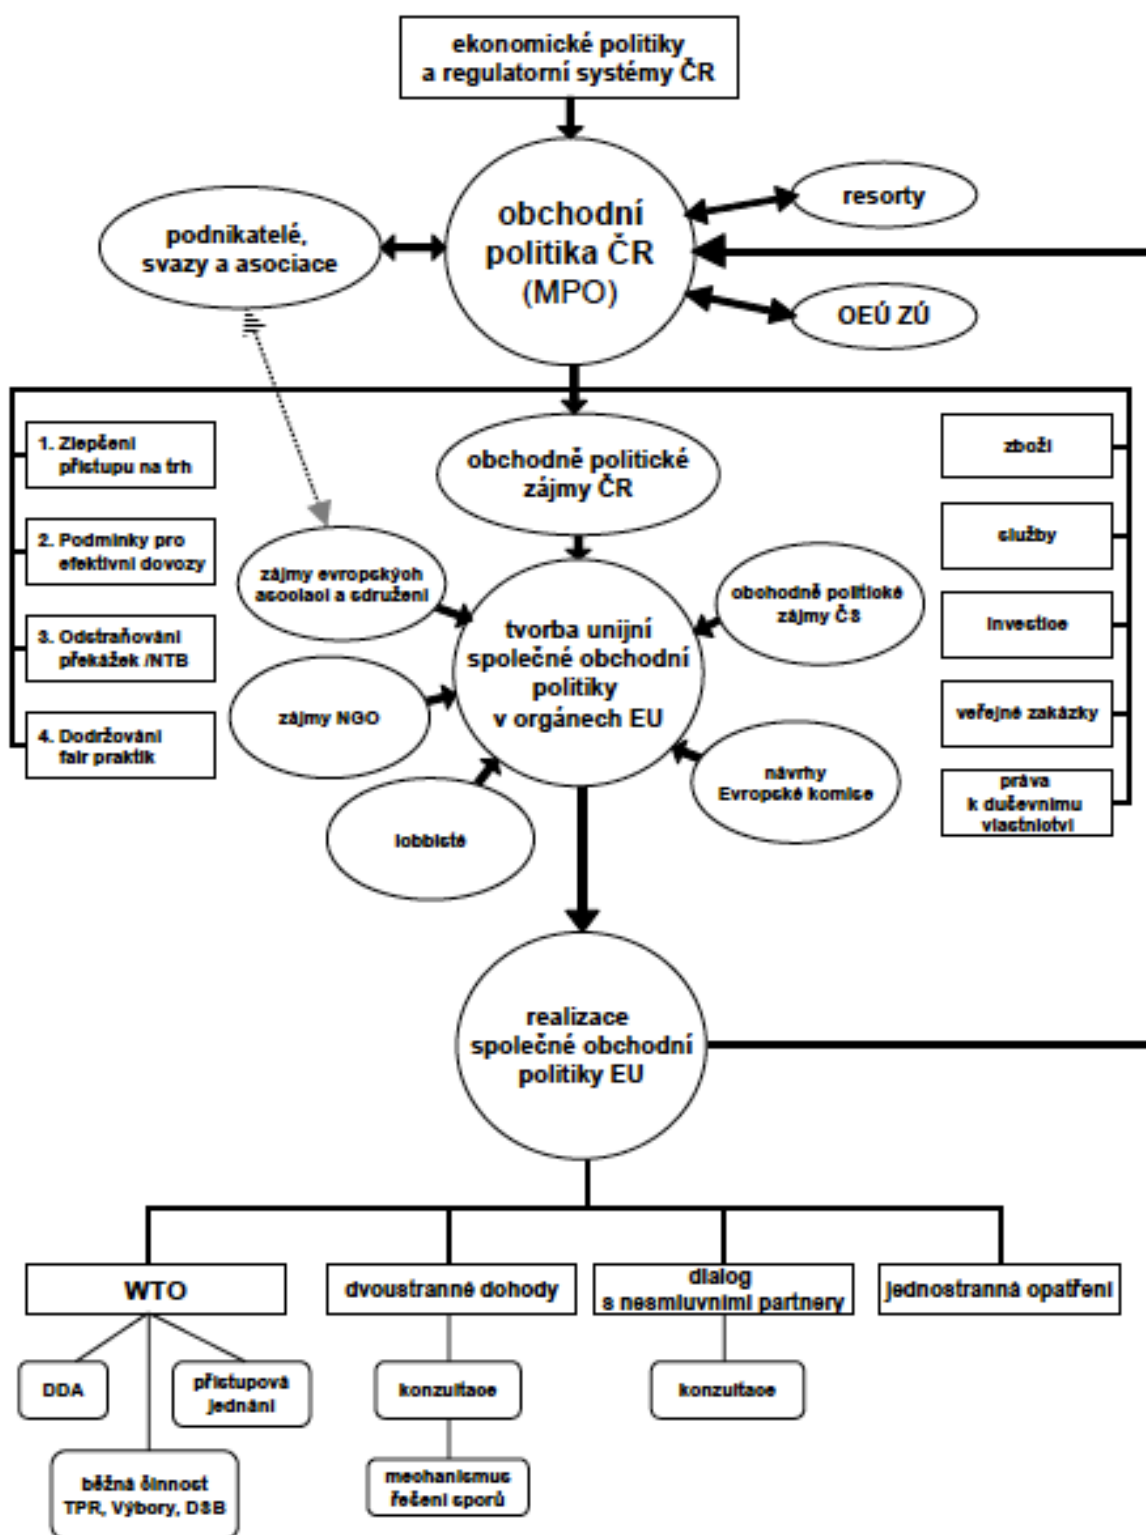 ekonomické politiky
a regulatorní systémy ČR
obchodní
politika ČR
(MPO)
resorty
podnikatelé,
svazy a asociace
OEÚ ZÚ
1. Zlepšení
přístupu na trh
2. Podmínky pro
efektivní dovozy
3. Odstraňování
překážek /NTB
4. Dodržování
fair praktik
obchodně politické
zájmy ČR
zájmy evropských
asociací a sdružení
zájmy NGO
lobbisté
tvorba unijní
společné obchodní
politiky
v orgánech EU
obchodně politické
zájmy ČS
návrhy
Evropské komise
zboží
služby
investice
veřejné zakázky
práva
k duševnímu
vlastnictví
realizace
společné obchodní
politiky EU
WTO
dvoustranné dohody
dialog
s nesmluvními partnery
jednostranná opatření
DDA
přístupová
jednání
konzultace
konzultace
běžná činnost
TPR, Výbory, DSB
mechanismus
řešení sporů